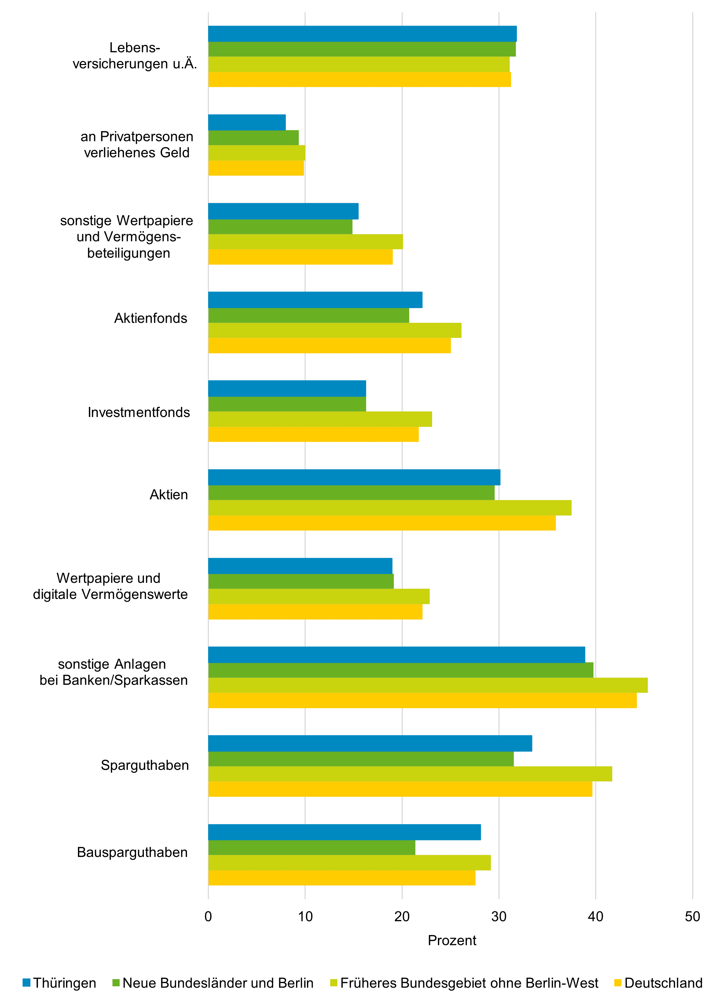 Lebens-
versicherungen u.Ä.
an Privatpersonen
verliehenes Geld
sonstige Wertpapiere
und Vermögens-
beteiligungen
Aktienfonds
Investmentfonds
Aktien
Wertpapiere und
digitale Vermögenswerte
sonstige Anlagen
bei Banken/Sparkassen
Sparguthaben
Bausparguthaben
0 10 20 30 40 50
Prozent
Thüringen Neue Bundesländer und Berlin Früheres Bundesgebiet ohne Berlin-West Deutschland